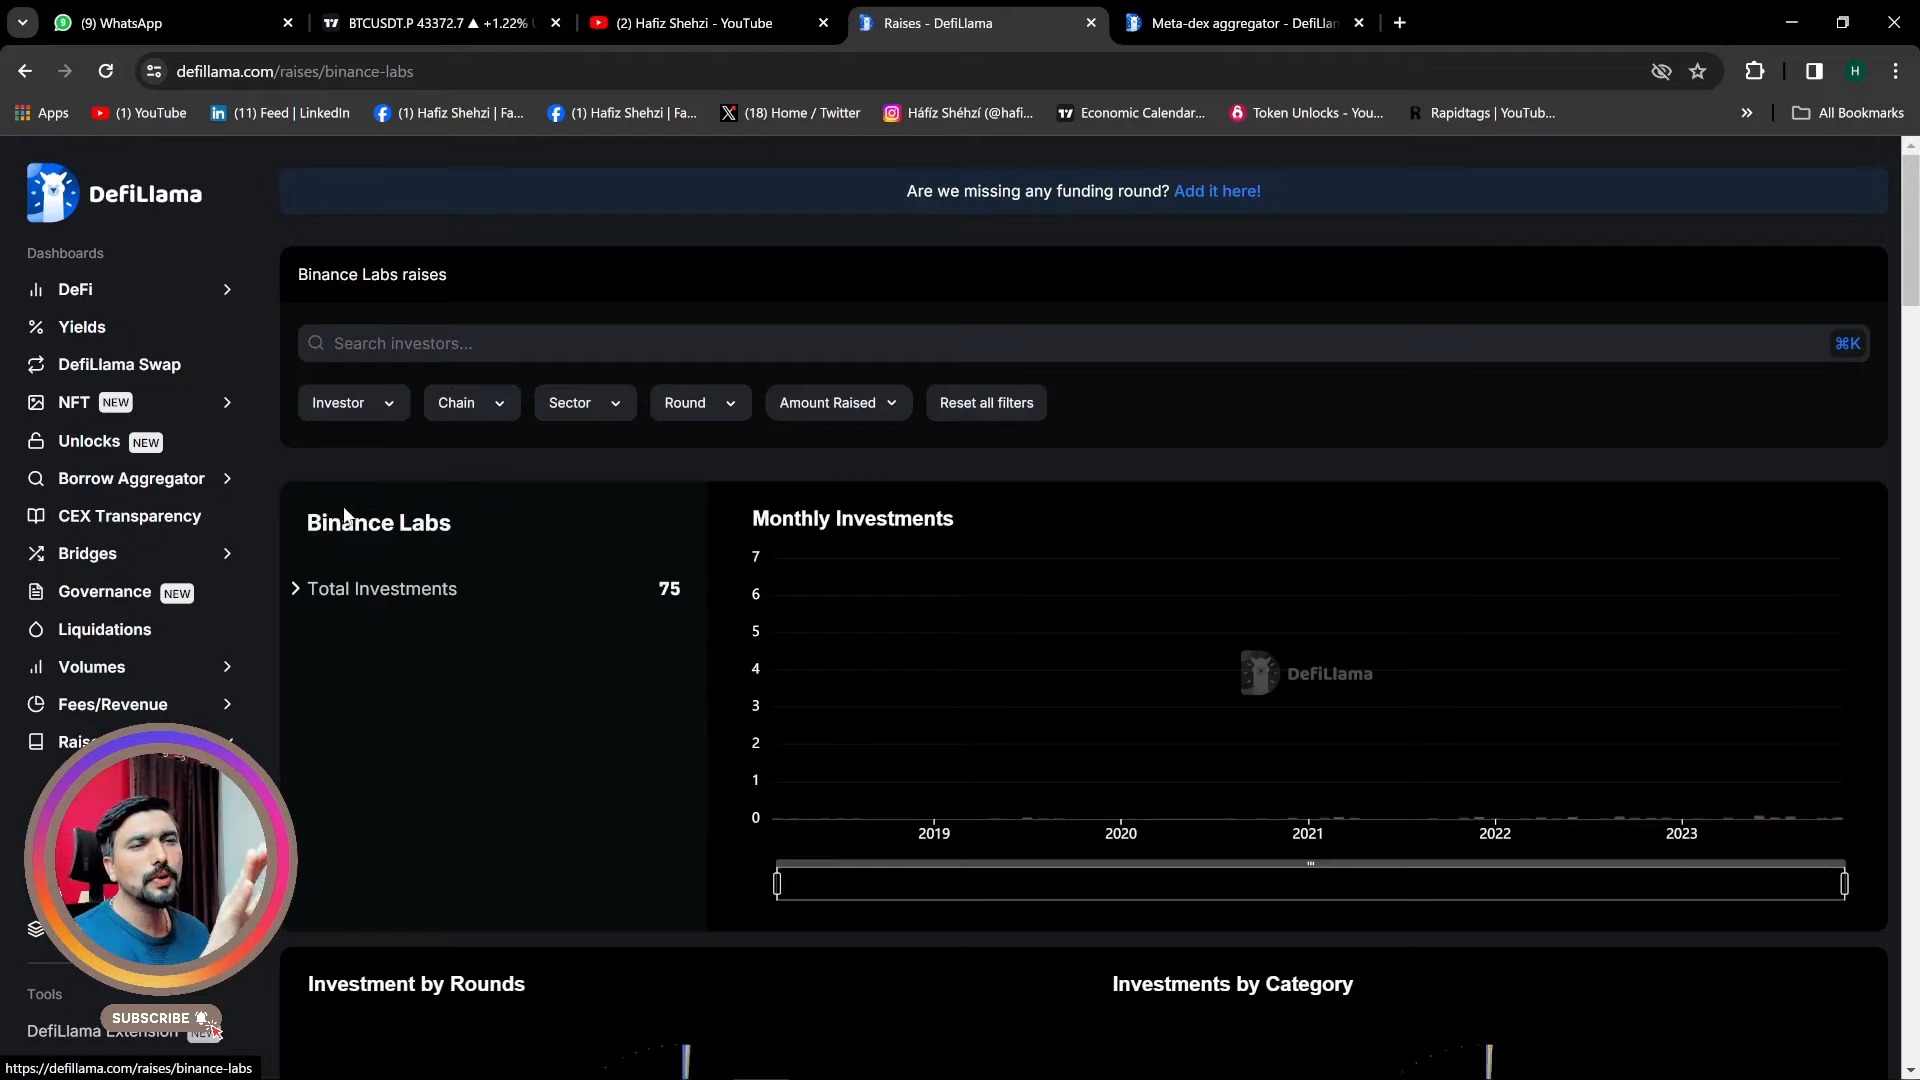 (9) WhatsApp
BTCUSDT.P 43372.7 ▲ +1.22%
(2) Hafiz Shehzi - YouTube
Raises - DefiLlama
Meta-dex aggregator - DefiLlan
defillama.com/raises/binance-labs
H
Apps
(1) YouTube
(11) Feed | LinkedIn
(1) Hafiz Shehzi | Fa...
(1) Hafiz Shehzi | Fa...
(18) Home / Twitter
Háfíz Shéhzí (@hafi...
Economic Calendar...
Token Unlocks - You...
Rapidtags | YouTub...
»
All Bookmarks
DefiLlama
Are we missing any funding round? Add it here!
Dashboards
DeFi
Yields
DefiLlama Swap
NFT NEW
Unlocks NEW
Borrow Aggregator
CEX Transparency
Bridges
Governance NEW
Liquidations
Volumes
Fees/Revenue
Binance Labs raises
Search investors...
⌘K
Investor
Chain
Sector
Round
Amount Raised
Reset all filters
Binance Labs
Total Investments 75
Monthly Investments
7
6
5
4
3
2
1
0
2019 2020 2021 2022 2023
DefiLlama
Investment by Rounds
Investments by Category
Tools
SUBSCRIBE
DefiLlama Extension NEW
https://defillama.com/raises/binance-labs